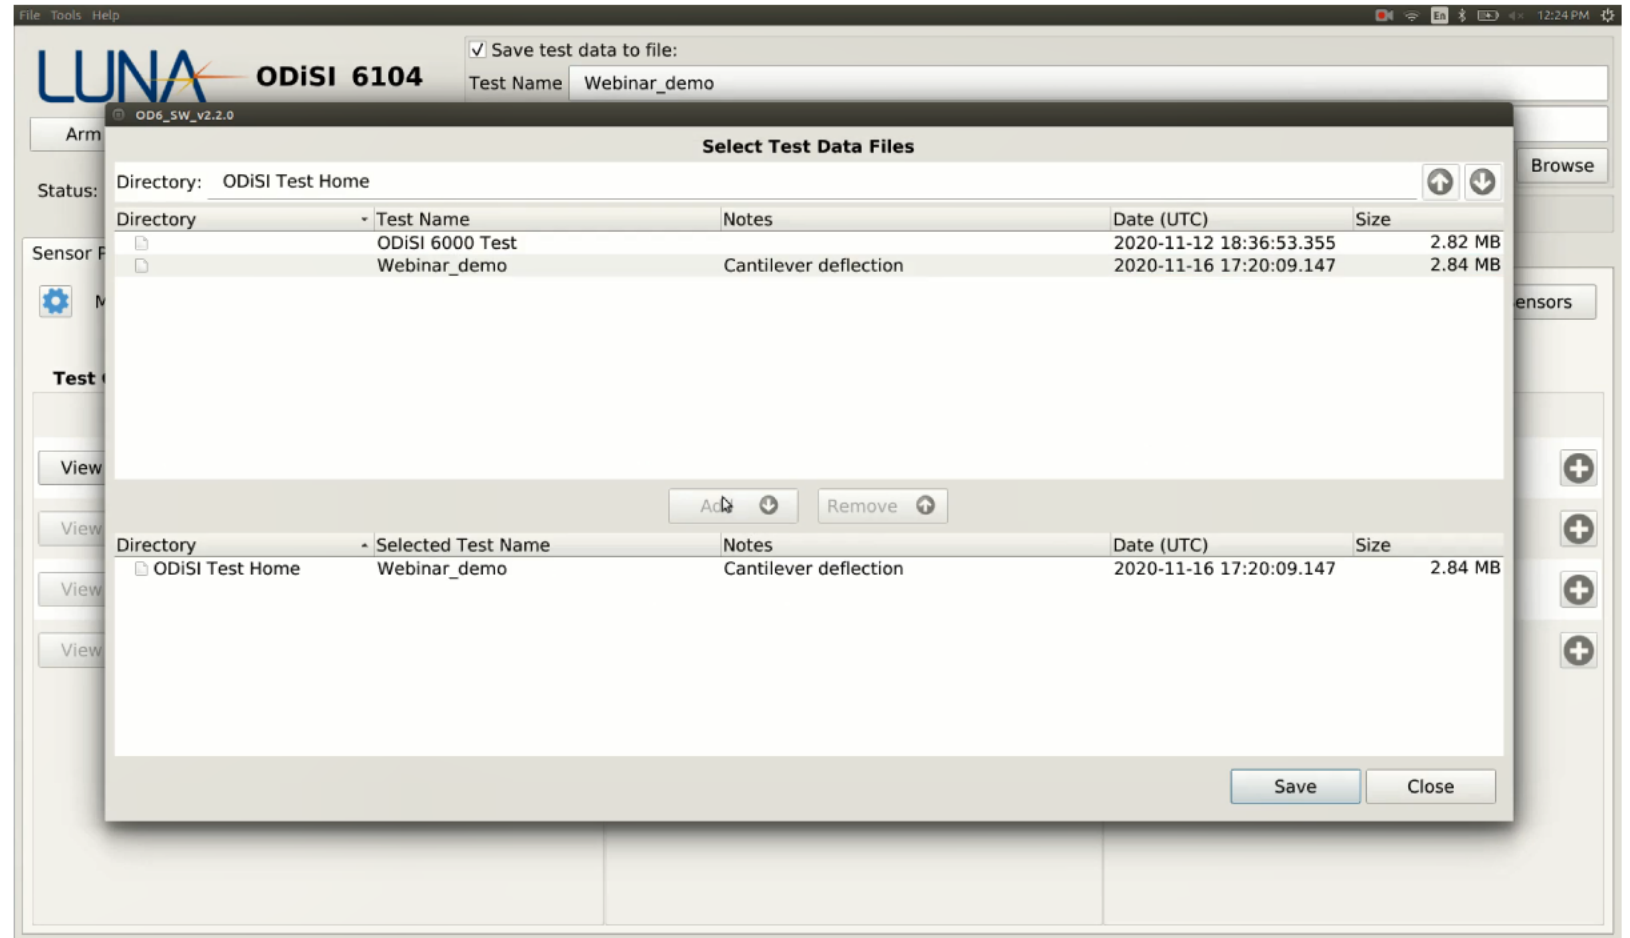 File Tools Help
En 12:24 PM
LUNA ODiSI 6104
Save test data to file:
Test Name Webinar_demo
Arm
Browse
Status:
Sensor
ensors
Test
View
View
View
View
OD6_SW_v2.2.0
Select Test Data Files
Directory: ODiSI Test Home
Directory Test Name Notes Date (UTC) Size
ODiSI 6000 Test 2020-11-12 18:36:53.355 2.82 MB
Webinar_demo Cantilever deflection 2020-11-16 17:20:09.147 2.84 MB
Add Remove
Directory Selected Test Name Notes Date (UTC) Size
ODiSI Test Home Webinar_demo Cantilever deflection 2020-11-16 17:20:09.147 2.84 MB
Save Close